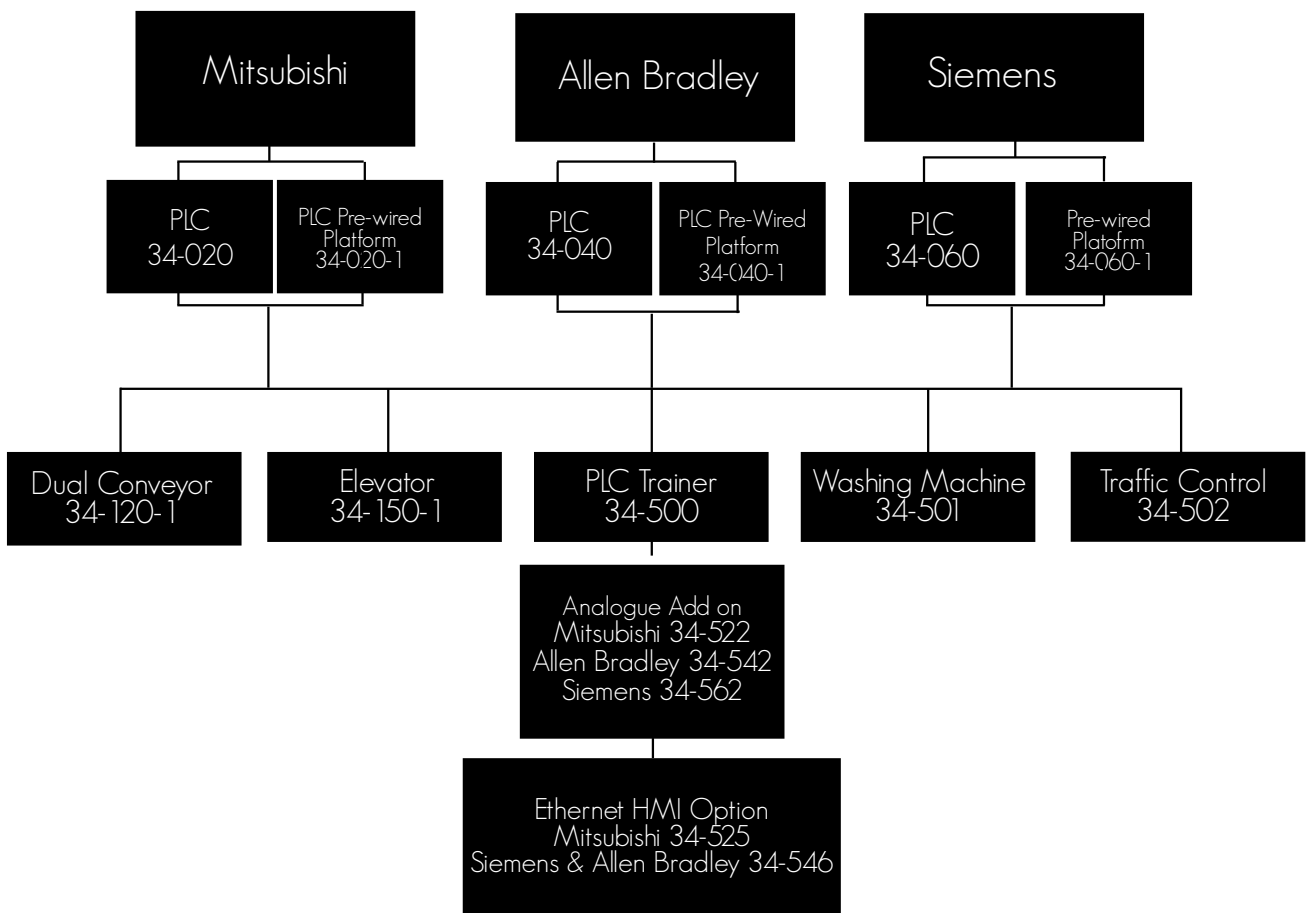 Mitsubishi
Allen Bradley
Siemens
PLC
34-020
PLC Pre-wired
Platform
34-020-1
PLC
34-040
PLC Pre-Wired
Platform
34-040-1
PLC
34-060
Pre-wired
Platofrm
34-060-1
Dual Conveyor
34-120-1
Elevator
34-150-1
PLC Trainer
34-500
Washing Machine
34-501
Traffic Control
34-502
Analogue Add on
Mitsubishi 34-522
Allen Bradley 34-542
Siemens 34-562
Ethernet HMI Option
Mitsubishi 34-525
Siemens & Allen Bradley 34-546